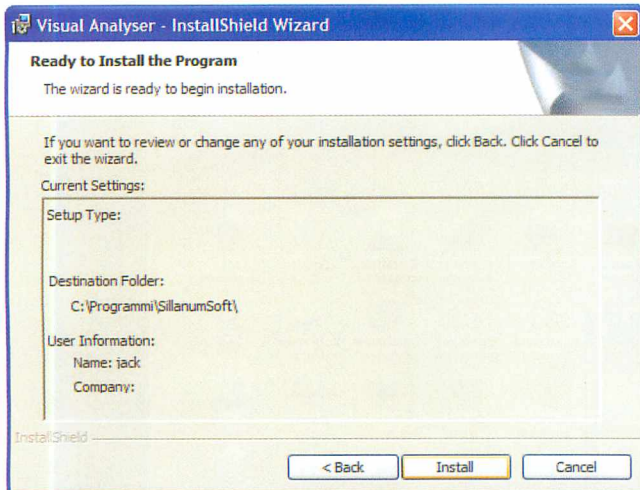 Visual Analyser - InstallShield Wizard
Ready to Install the Program
The wizard is ready to begin installation.
If you want to review or change any of your installation settings, click Back. Click Cancel to
exit the wizard.
Current Settings:
Setup Type:
Destination Folder:
C:\Programmi\SillanumSoft\
User Information:
Name: jack
Company:
InstallShield
< Back
Install
Cancel